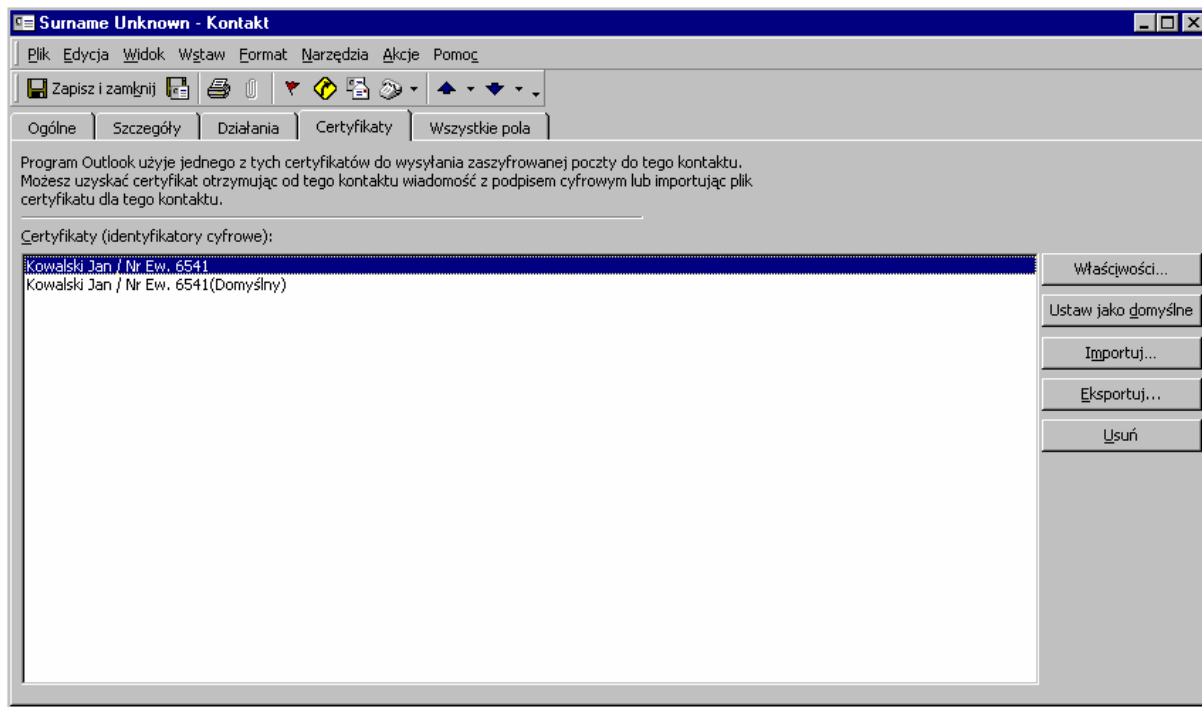 Surname Unknown - Kontakt
Plik Edycja Widok Wstaw Format Narzędzia Akcje Pomoc
Zapisz i zamknij
Ogólne Szczegóły Działania Certyfikaty Wszystkie pola
Program Outlook użyje jednego z tych certyfikatów do wysyłania zaszyfrowanej poczty do tego kontaktu.
Możesz uzyskać certyfikat otrzymując od tego kontaktu wiadomość z podpisem cyfrowym lub importując plik
certyfikatu dla tego kontaktu.
Certyfikaty (identyfikatory cyfrowe):
Kowalski Jan / Nr Ew. 6541
Kowalski Jan / Nr Ew. 6541(Domyślny)
Właściwości...
Ustaw jako domyślne
Importuj...
Eksportuj...
Usuń